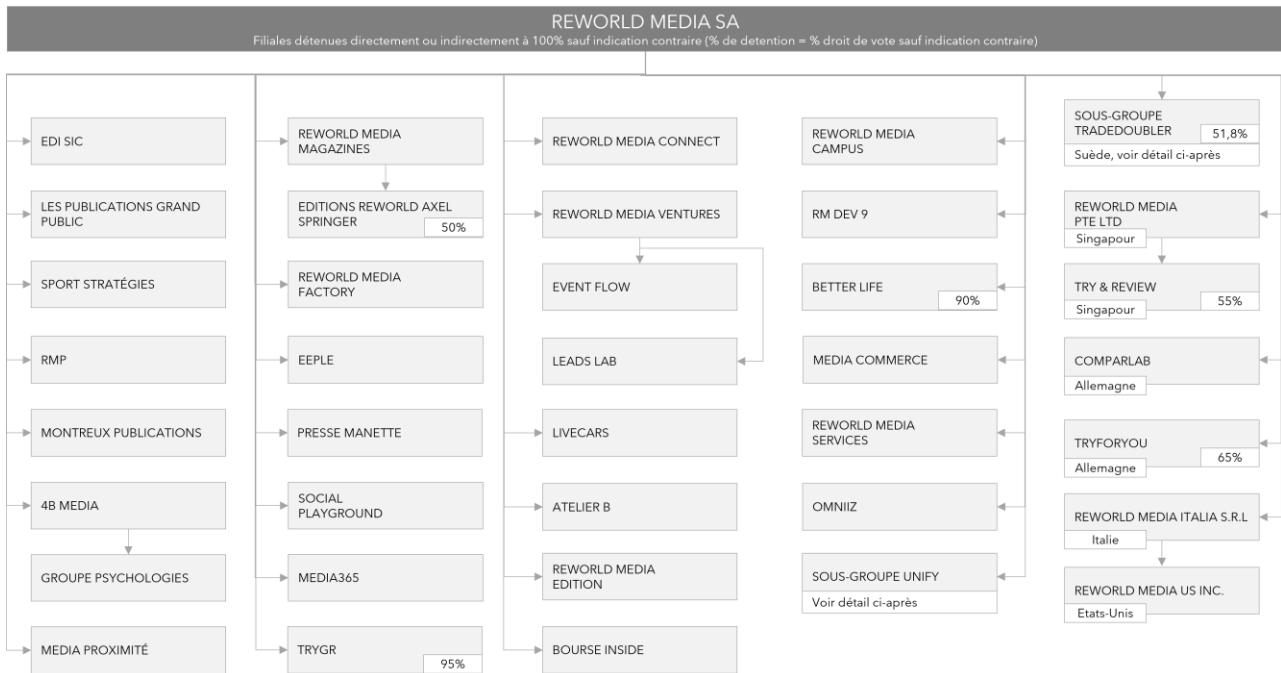 REWORLD MEDIA SA
Filiales détenues directement ou indirectement à 100% sauf indication contraire (% de detention = % droit de vote sauf indication contraire)
EDI SIC
LES PUBLICATIONS GRAND
PUBLIC
SPORT STRATÉGIES
RMP
MONTREUX PUBLICATIONS
4B MEDIA
GROUPE PSYCHOLOGIES
MEDIA PROXIMITÉ
REWORLD MEDIA
MAGAZINES
EDITIONS REWORLD AXEL
SPRINGER
50%
REWORLD MEDIA
FACTORY
EEPLE
PRESSE MANETTE
SOCIAL
PLAYGROUND
MEDIA365
TRYGR
95%
REWORLD MEDIA CONNECT
REWORLD MEDIA VENTURES
EVENT FLOW
LEADS LAB
LIVECARS
ATELIER B
REWORLD MEDIA
EDITION
BOURSE INSIDE
REWORLD MEDIA
CAMPUS
RM DEV 9
BETTER LIFE
90%
MEDIA COMMERCE
REWORLD MEDIA
SERVICES
OMNIIZ
SOUS-GROUPE UNIFY
Voir détail ci-après
SOUS-GROUPE
TRADEDOUBLER
51,8%
Suède, voir détail ci-après
REWORLD MEDIA
PTE LTD
Singapour
TRY & REVIEW
55%
Singapour
COMPARLAB
Allemagne
TRYFORYOU
65%
Allemagne
REWORLD MEDIA ITALIA S.R.L
Italie
REWORLD MEDIA US INC.
Etats-Unis